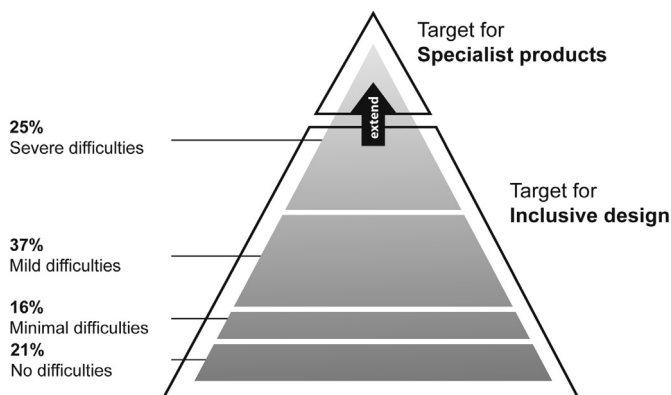 Target for
Specialist products
extend
25%
Severe difficulties
Target for
Inclusive design
37%
Mild difficulties
16%
Minimal difficulties
21%
No difficulties